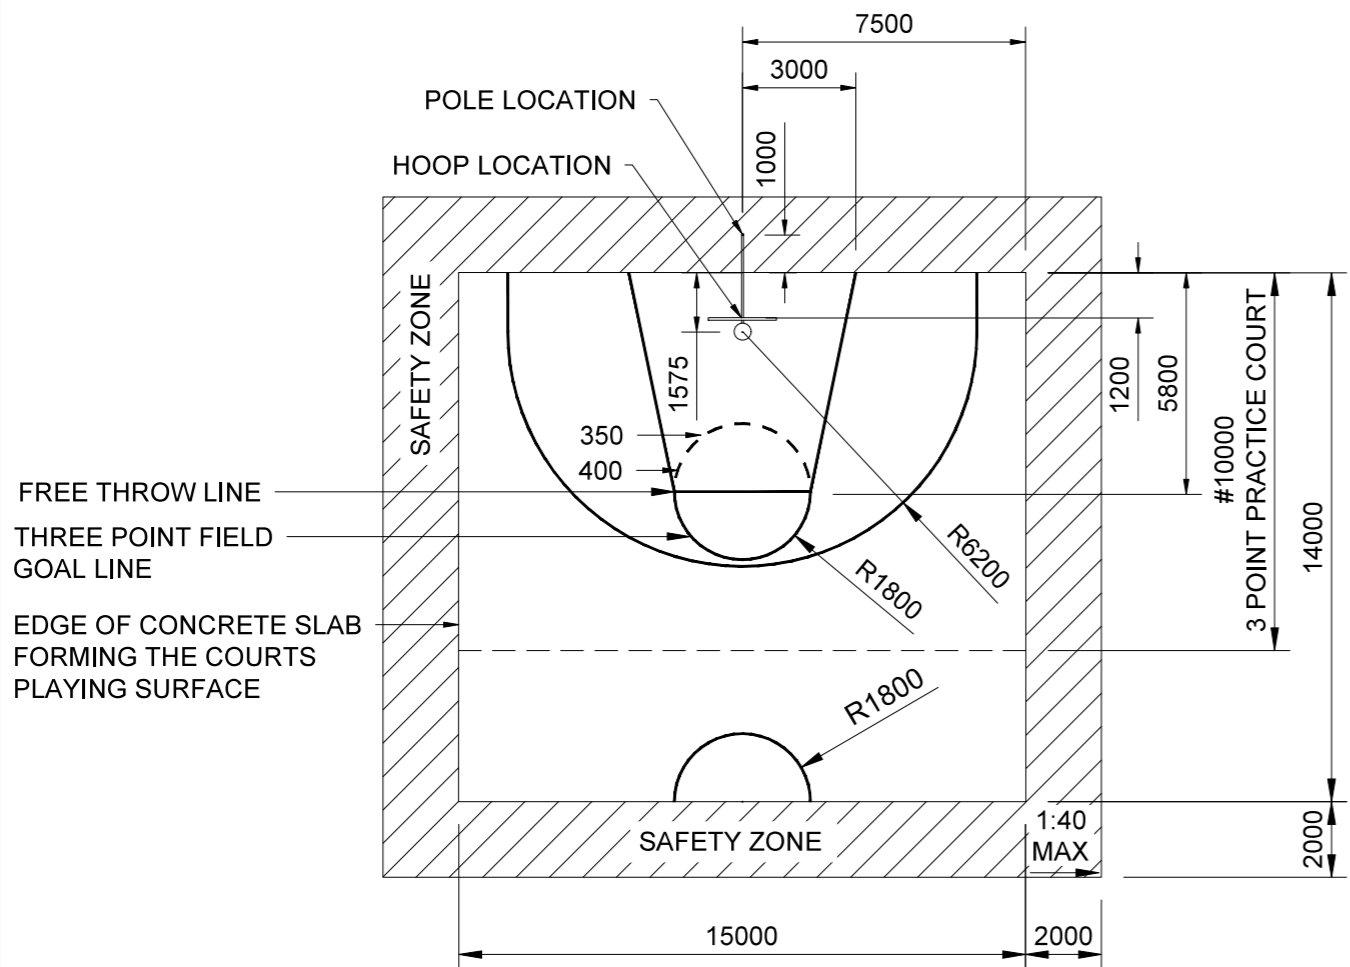 7500
3000
POLE LOCATION
1000
HOOP LOCATION
SAFETY ZONE
1575
1200
5800
#10000
3 POINT PRACTICE COURT
14000
350
400
FREE THROW LINE
THREE POINT FIELD
GOAL LINE
R6200
R1800
EDGE OF CONCRETE SLAB
FORMING THE COURTS
PLAYING SURFACE
R1800
SAFETY ZONE
1:40
MAX
2000
15000
2000